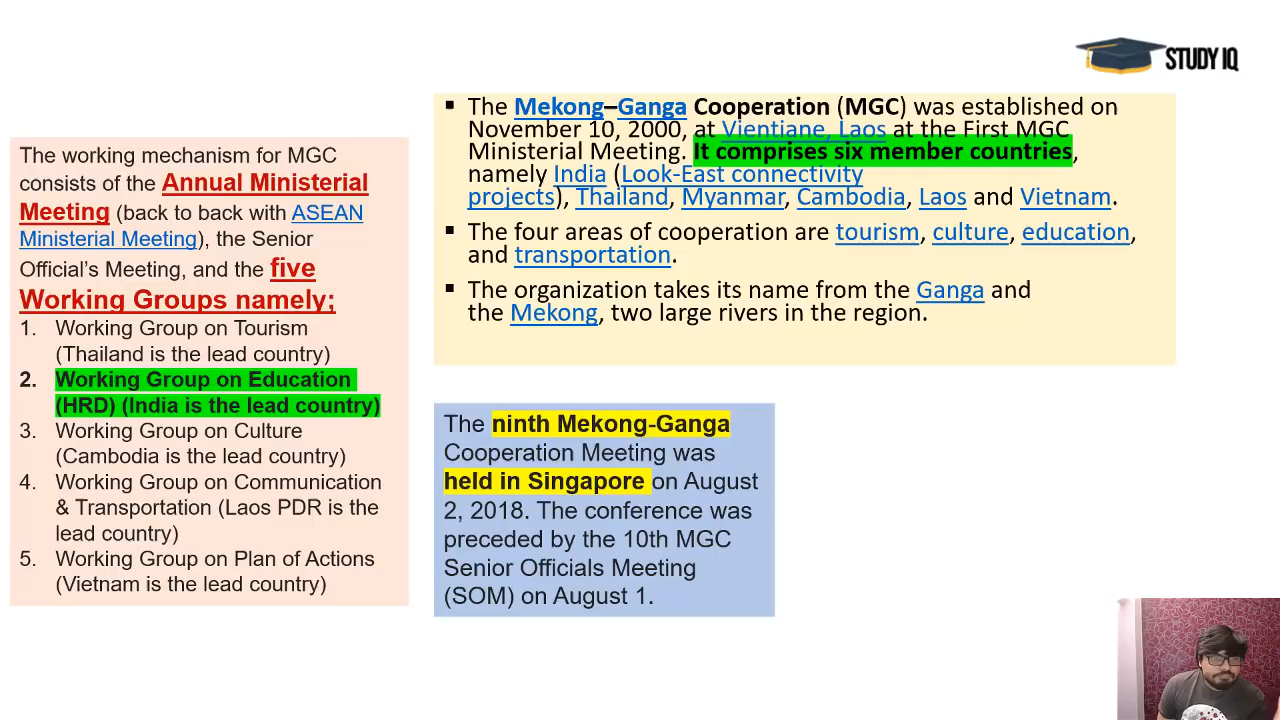 STUDY IQ
The working mechanism for MGC
consists of the Annual Ministerial
Meeting (back to back with ASEAN
Ministerial Meeting), the Senior
Official's Meeting, and the five
Working Groups namely;
1. Working Group on Tourism
(Thailand is the lead country)
2. Working Group on Education
(HRD) (India is the lead country)
3. Working Group on Culture
(Cambodia is the lead country)
4. Working Group on Communication
& Transportation (Laos PDR is the
lead country)
5. Working Group on Plan of Actions
(Vietnam is the lead country)
▪ The Mekong–Ganga Cooperation (MGC) was established on
November 10, 2000, at Vientiane, Laos at the First MGC
Ministerial Meeting. It comprises six member countries,
namely India (Look-East connectivity
projects), Thailand, Myanmar, Cambodia, Laos and Vietnam.
▪ The four areas of cooperation are tourism, culture, education,
and transportation.
▪ The organization takes its name from the Ganga and
the Mekong, two large rivers in the region.
The ninth Mekong-Ganga
Cooperation Meeting was
held in Singapore on August
2, 2018. The conference was
preceded by the 10th MGC
Senior Officials Meeting
(SOM) on August 1.